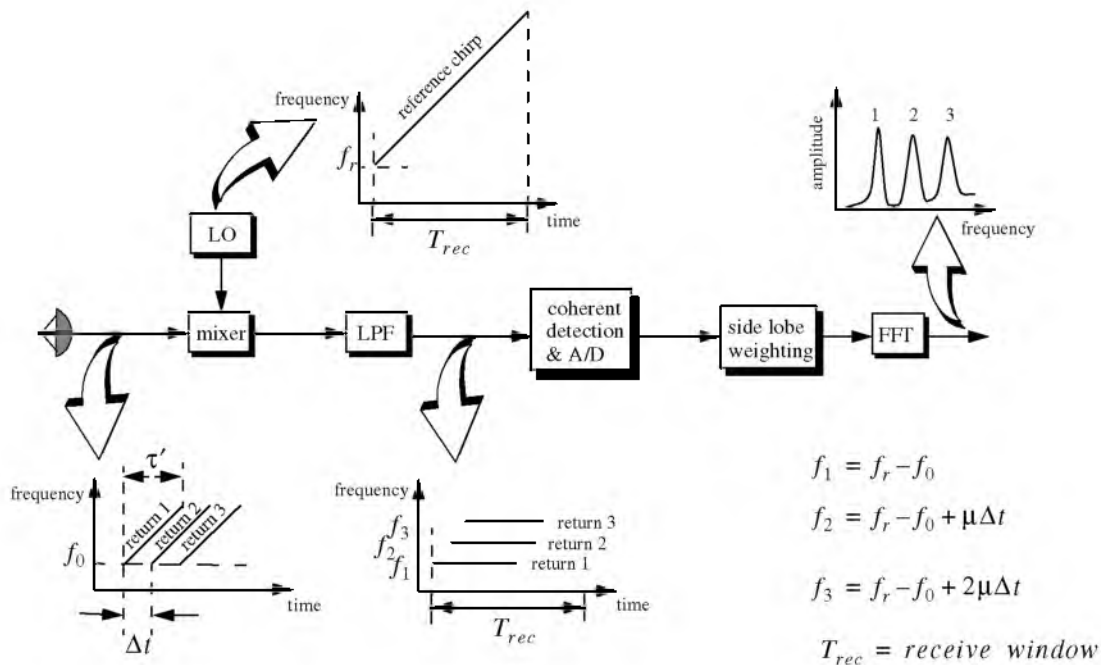 frequency
reference chirp
f_r
time
T_rec
LO
amplitude
1 2 3
frequency
mixer
LPF
coherent
detection
& A/D
side lobe
weighting
FFT
τ′
frequency
return 1
return 2
return 3
f_0
time
Δt
frequency
f_3
f_2
f_1
return 3
return 2
return 1
time
T_rec
f_1 = f_r – f_0
f_2 = f_r – f_0 + μΔt
f_3 = f_r – f_0 + 2μΔt
T_rec = receive window